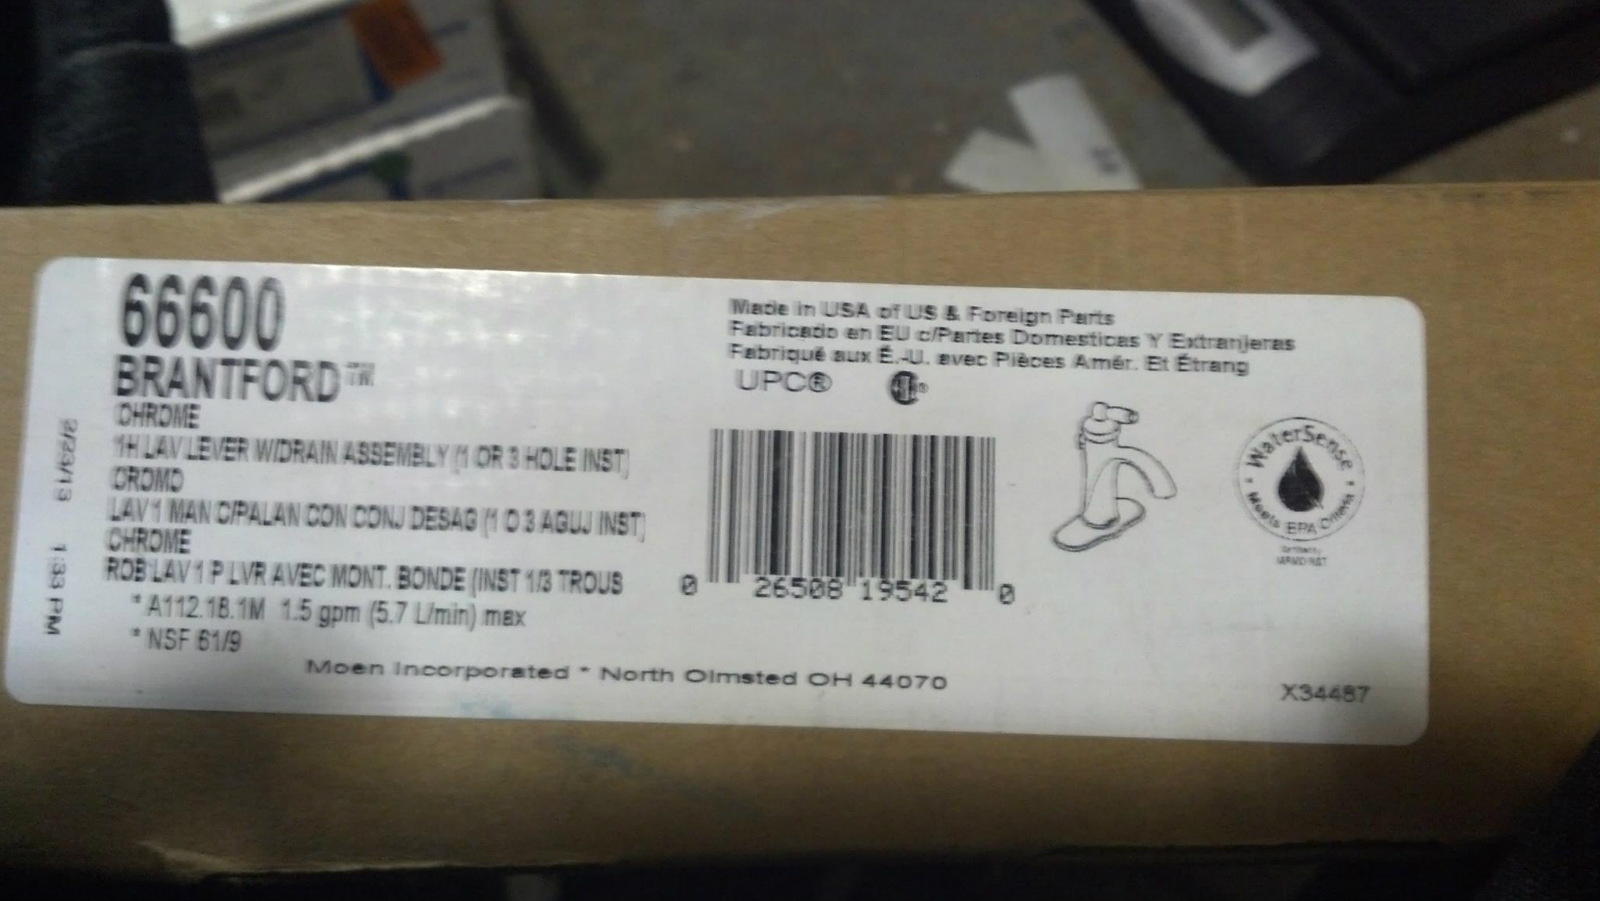 66600
BRANTFORD™
CHROME
1H LAV LEVER W/DRAIN ASSEMBLY (1 OR 3 HOLE INST)
CROMO
LAV 1 MAN C/PALAN CON CONJ DESAG (1 O 3 AGUJ INST)
CHROME
ROB LAV 1 P LVR AVEC MONT. BONDE (INST 1/3 TROUS
* A112.18.1M 1.5 gpm (5.7 L/min) max
* NSF 61/9
Moen Incorporated * North Olmsted OH 44070
2/23/13 1:33 PM
Made in USA of US & Foreign Parts
Fabricado en EU c/Partes Domesticas Y Extranjeras
Fabriqué aux É.-U. avec Pièces Amér. Et Étrang
UPC®
0 26508 19542 0
WaterSense
Meets EPA Criteria
X34487